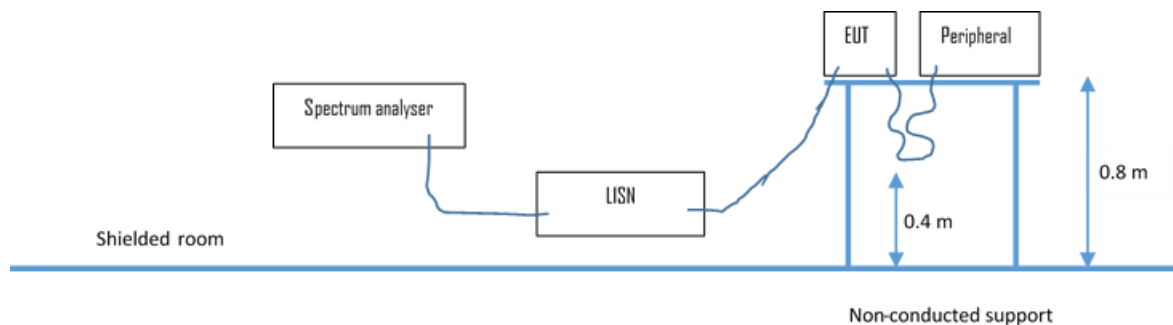 EUT
Peripheral
Spectrum analyser
0.8 m
LISN
0.4 m
Shielded room
Non-conducted support